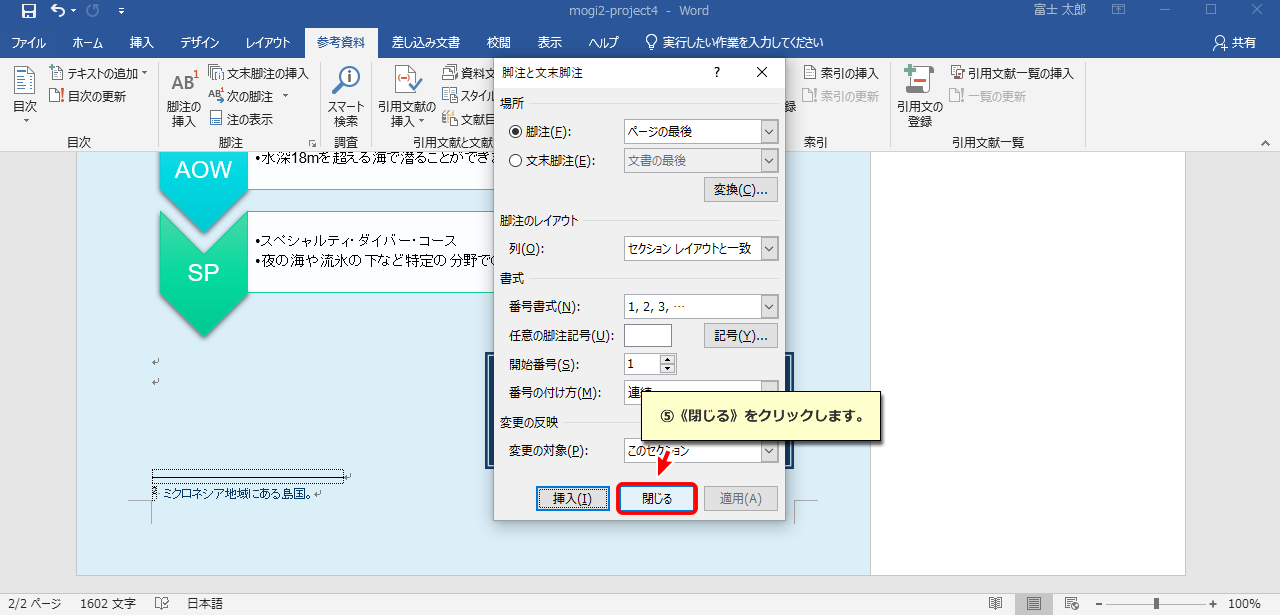 mogi2-project4 - Word
富士 太郎
ファイル ホーム 挿入 デザイン レイアウト 参考資料 差し込み文書 校閲 表示 ヘルプ 実行したい作業を入力してください 共有
目次
テキストの追加
目次の更新
目次
AB1
脚注の
挿入
文末脚注の挿入
次の脚注
注の表示
脚注
スマート
検索
調査
引用文献の
挿入
資料文
スタイル
文献目
引用文献と文献
録
索引の挿入
索引の更新
索引
引用文の
登録
引用文献一覧の挿入
一覧の更新
引用文献一覧
AOW
•水深18mを超える海で潜ることができま
SP
•スペシャルティ・ダイバー・コース
•夜の海や流氷の下など特定の分野での
ミクロネシア地域にある島国。
脚注と文末脚注 ?
場所
脚注(F): ページの最後
文末脚注(E): 文書の最後
変換(C)...
脚注のレイアウト
列(O): セクション レイアウトと一致
書式
番号書式(N): 1, 2, 3, …
任意の脚注記号(U): 記号(Y)...
開始番号(S): 1
番号の付け方(M): 連続
⑤《閉じる》をクリックします。
変更の反映
変更の対象(P): このセクション
挿入(I) 閉じる 適用(A)
2/2 ページ 1602 文字 日本語 100%